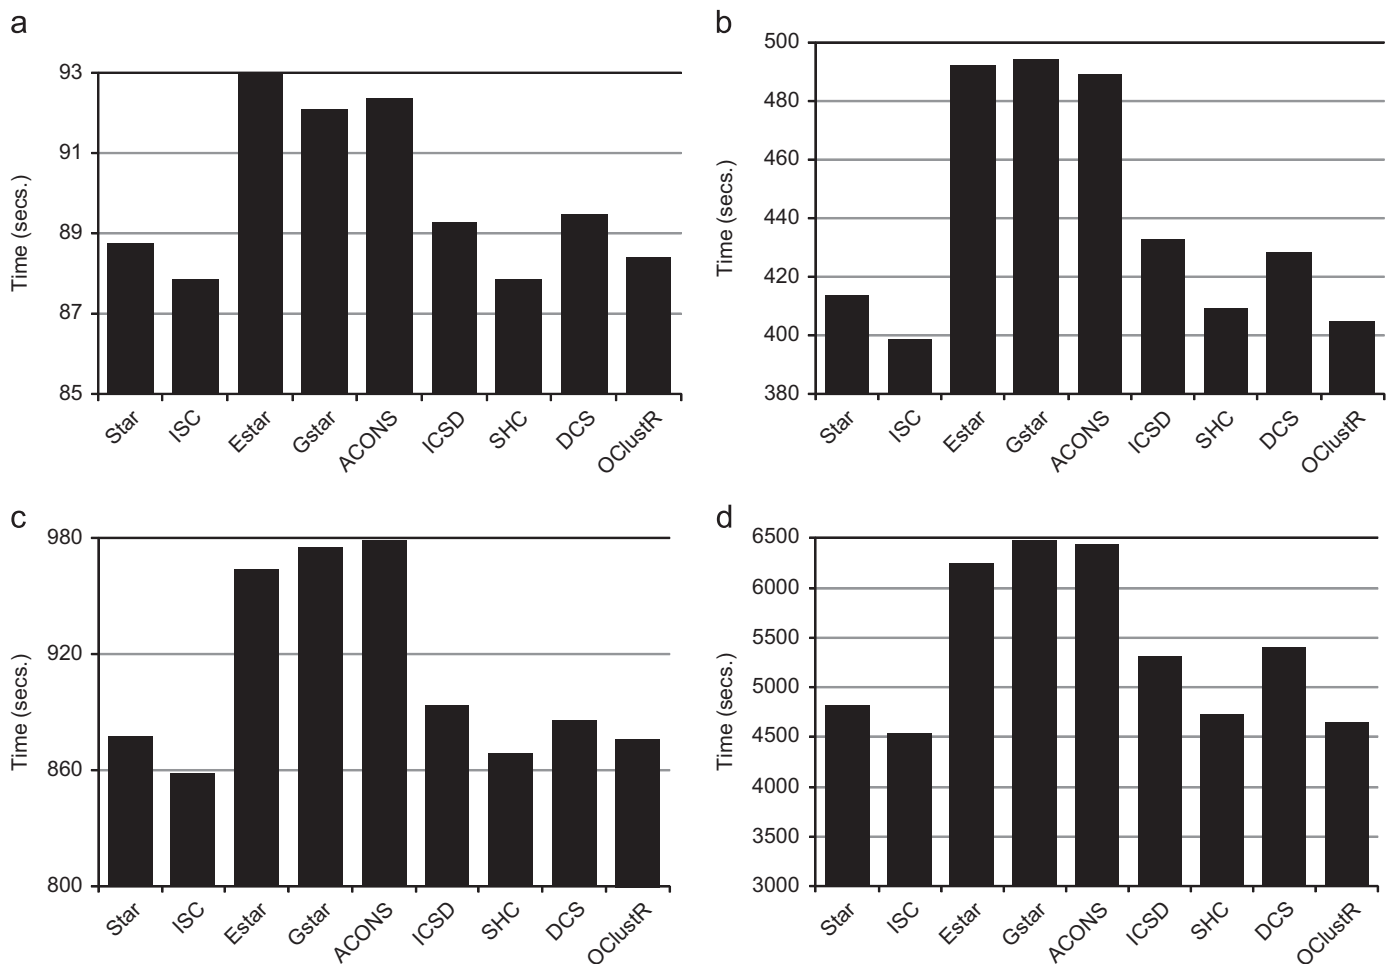 a
Time (secs.)
93
91
89
87
85
Star ISC Estar Gstar ACONS ICSD SHC DCS OClustR
b
Time (secs.)
500
480
460
440
420
400
380
Star ISC Estar Gstar ACONS ICSD SHC DCS OClustR
c
Time (secs.)
980
920
860
800
Star ISC Estar Gstar ACONS ICSD SHC DCS OClustR
d
Time (secs.)
6500
6000
5500
5000
4500
4000
3500
3000
Star ISC Estar Gstar ACONS ICSD SHC DCS OClustR